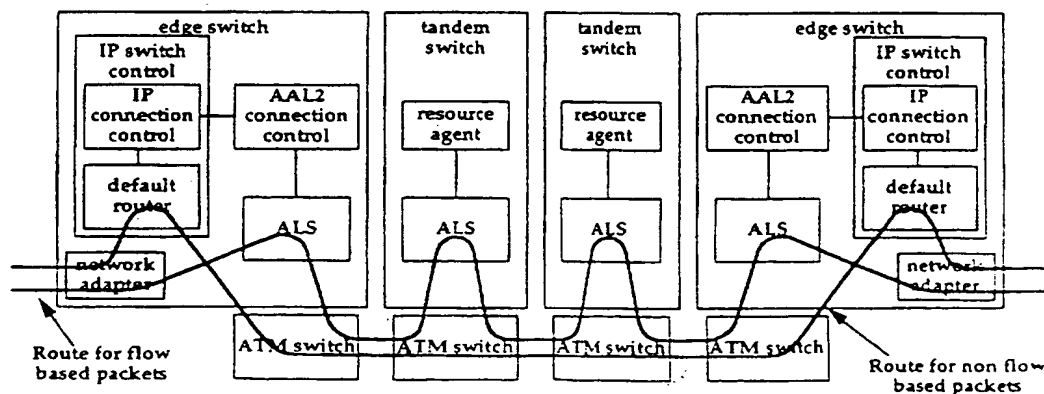 edge switch
IP switch
control
IP
connection
control
AAL2
connection
control
default
router
ALS
network
adapter
tandem
switch
resource
agent
ALS
tandem
switch
resource
agent
ALS
edge switch
IP switch
control
AAL2
connection
control
IP
connection
control
default
router
ALS
network
adapter
ATM switch
ATM switch
ATM switch
ATM switch
Route for flow
based packets
Route for non flow
based packets